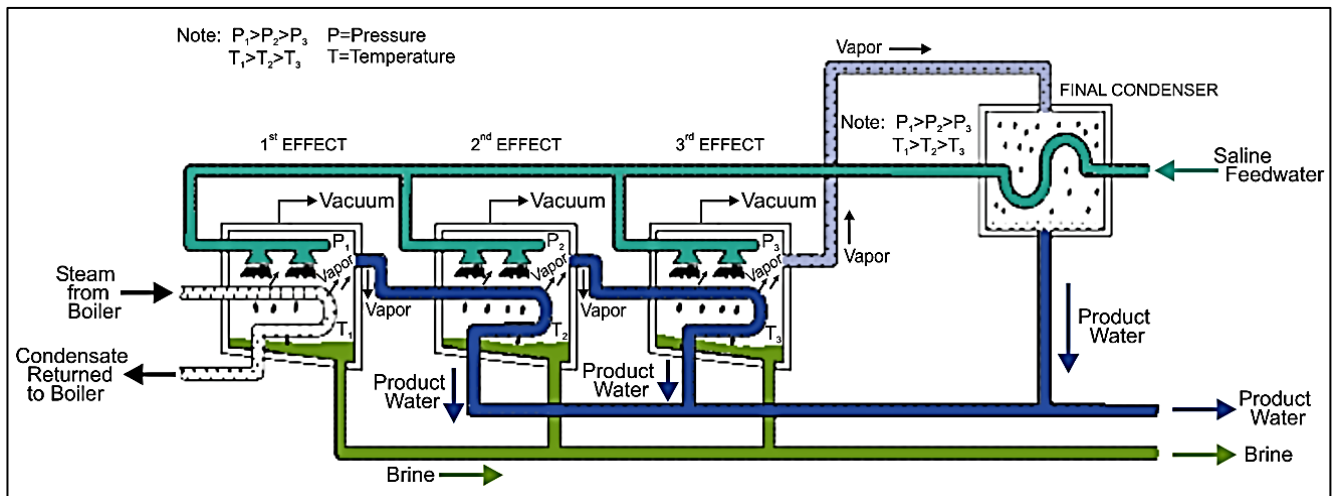 Note: P₁>P₂>P₃ P=Pressure
T₁>T₂>T₃ T=Temperature
Vapor
FINAL CONDENSER
Note: P₁>P₂>P₃
T₁>T₂>T₃
1st EFFECT
2nd EFFECT
3rd EFFECT
Saline
Feedwater
Vacuum
Vacuum
Vacuum
P₁
P₂
P₃
Vapor
Vapor
Vapor
Vapor
Steam
from
Boiler
Vapor
Vapor
T₁
T₂
T₃
Condensate
Returned
to Boiler
Product
Water
Product
Water
Product
Water
Product
Water
Brine
Brine